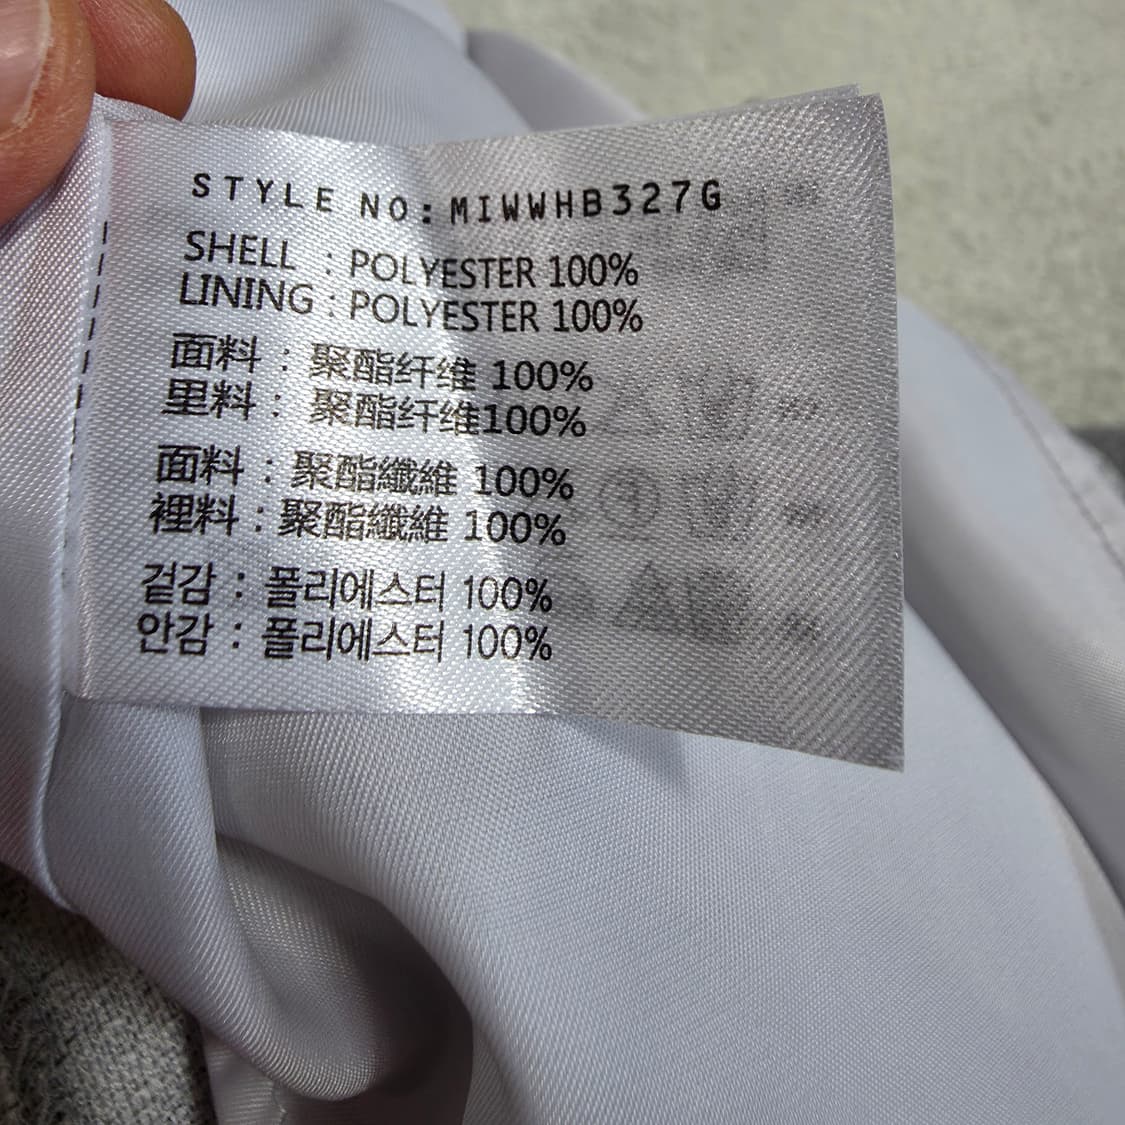 STYLE NO: MIWWHB327G
SHELL : POLYESTER 100%
LINING : POLYESTER 100%
面料 : 聚酯纤维 100%
里料 : 聚酯纤维100%
面料 : 聚酯纖維 100%
裡料 : 聚酯纖維 100%
겉감 : 폴리에스터 100%
안감 : 폴리에스터 100%